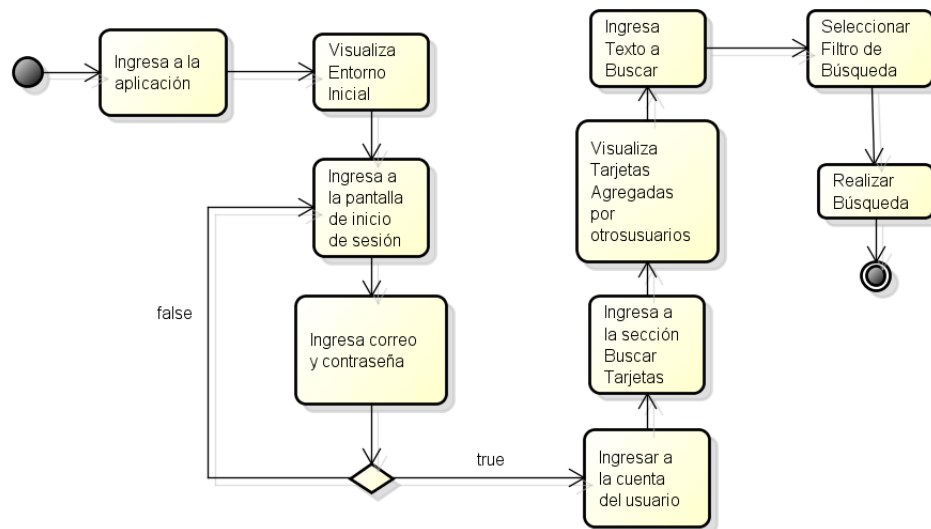 Ingresa a la
aplicación
Visualiza
Entorno
Inicial
Ingresa a
la pantalla
de inicio
de sesión
Ingresa correo
y contraseña
false
true
Ingresar a
la cuenta
del usuario
Ingresa a
la sección
Buscar
Tarjetas
Visualiza
Tarjetas
Agregadas
por
otrosusuarios
Ingresa
Texto a
Buscar
Seleccionar
Filtro de
Búsqueda
Realizar
Búsqueda